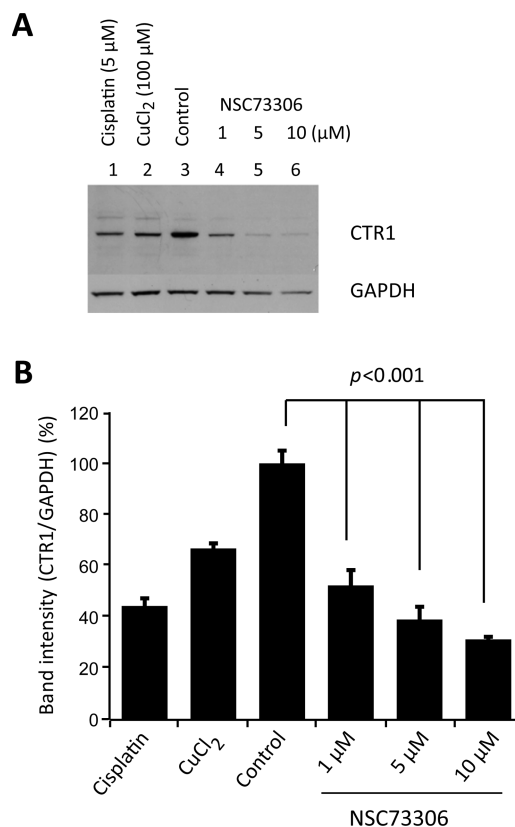 A
Cisplatin (5 µM)
CuCl2 (100 µM)
Control
NSC73306
1 5 10 (µM)
1 2 3 4 5 6
CTR1
GAPDH
B
p<0.001
Band intensity (CTR1/GAPDH) (%)
120
100
80
60
40
20
0
Cisplatin
CuCl2
Control
1 µM
5 µM
10 µM
NSC73306